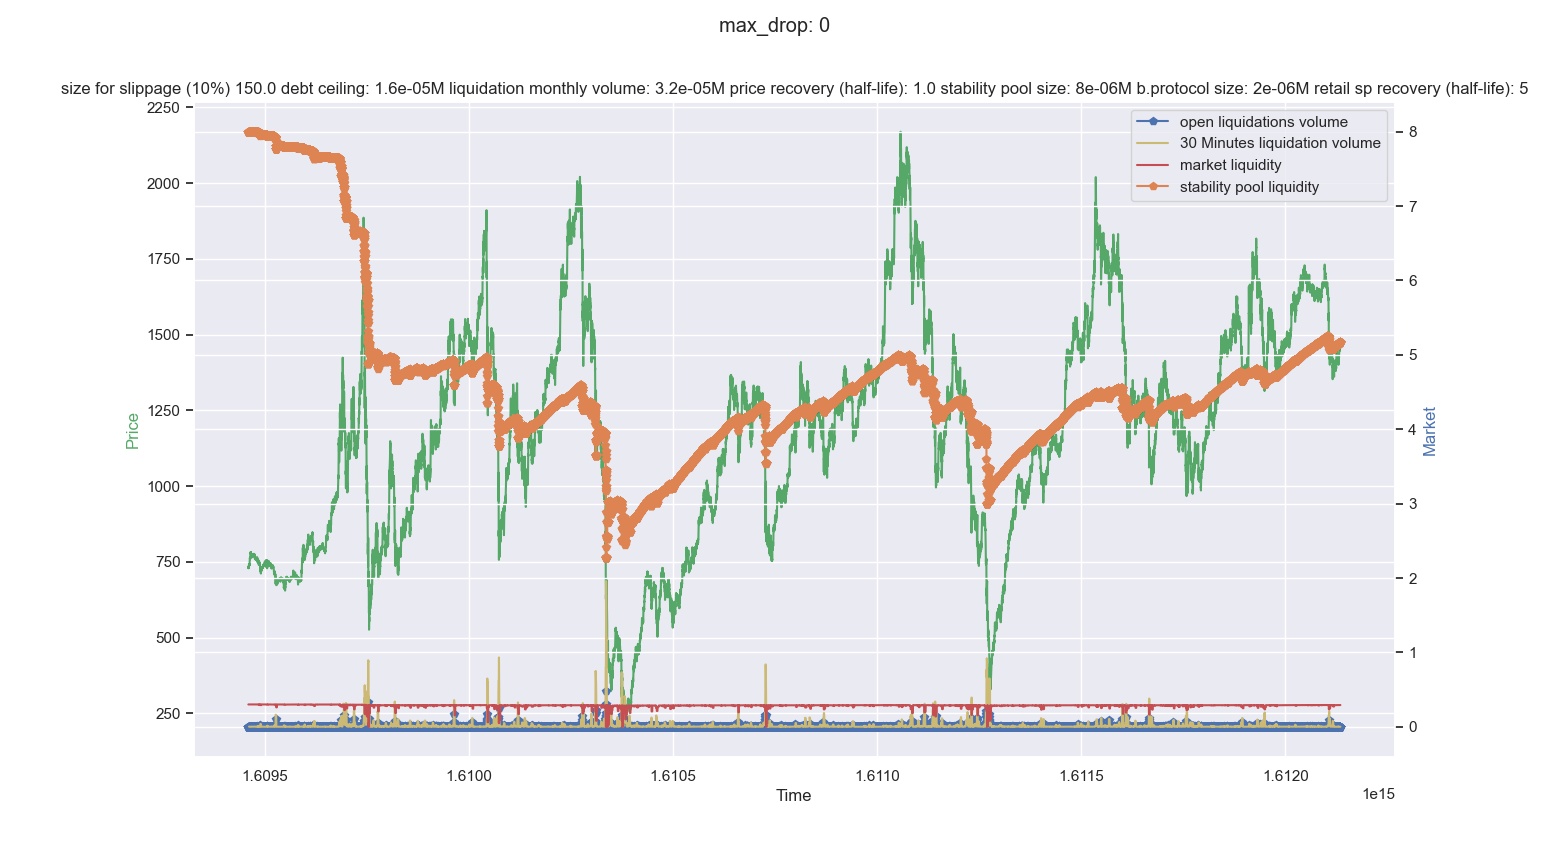 max_drop: 0
size for slippage (10%) 150.0 debt ceiling: 1.6e-05M liquidation monthly volume: 3.2e-05M price recovery (half-life): 1.0 stability pool size: 8e-06M b.protocol size: 2e-06M retail sp recovery (half-life): 5
2250
2000
1750
1500
1250
1000
750
500
250
Price
open liquidations volume
30 Minutes liquidation volume
market liquidity
stability pool liquidity
8
7
6
5
4
3
2
1
0
Market
1.6095
1.6100
1.6105
1.6110
1.6115
1.6120
Time
1e15